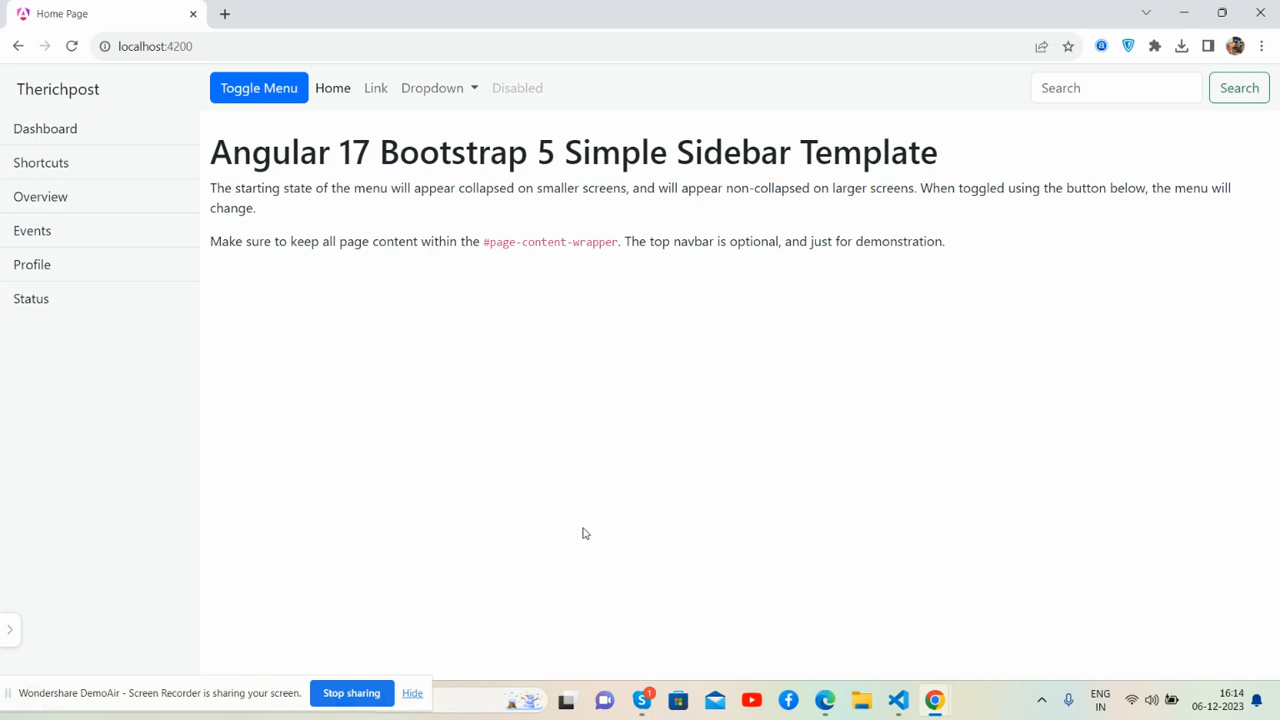 Home Page
localhost:4200
Therichpost
Toggle Menu Home Link Dropdown Disabled Search Search
Dashboard
Shortcuts
Overview
Events
Profile
Status
Angular 17 Bootstrap 5 Simple Sidebar Template
The starting state of the menu will appear collapsed on smaller screens, and will appear non-collapsed on larger screens. When toggled using the button below, the menu will
change.
Make sure to keep all page content within the #page-content-wrapper. The top navbar is optional, and just for demonstration.
Wondershare DemoAir - Screen Recorder is sharing your screen. Stop sharing Hide
1
ENG
IN
16:14
06-12-2023